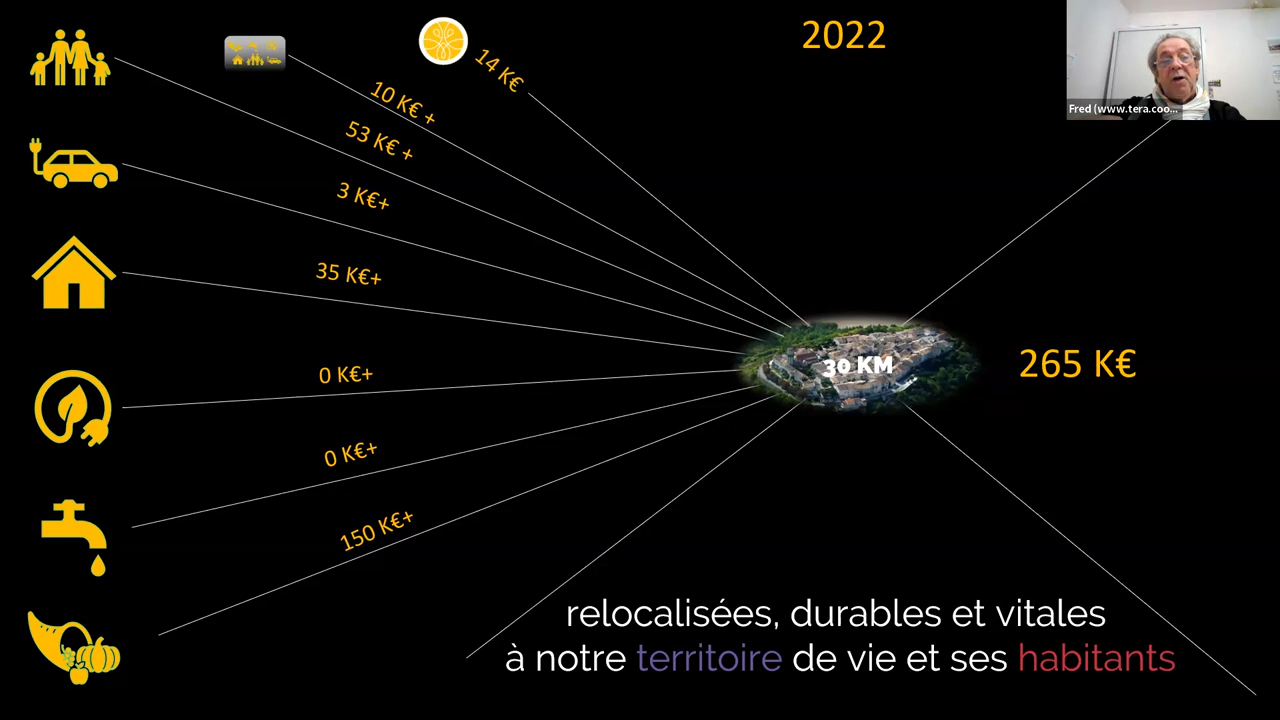 2022
14 K€
10 K€ +
53 K€ +
3 K€+
35 K€+
0 K€+
0 K€+
150 K€+
30 KM
265 K€
Fred (www.tera.coo...
relocalisées, durables et vitales
à notre territoire de vie et ses habitants